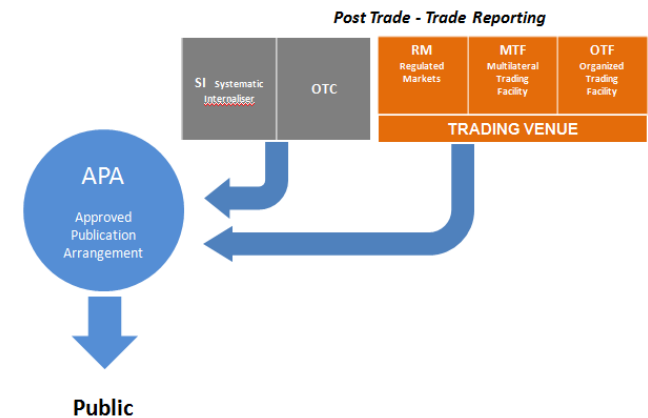 Post Trade - Trade Reporting
SI Systematic
Internaliser
OTC
RM
Regulated
Markets
MTF
Multilateral
Trading
Facility
OTF
Organized
Trading
Facility
TRADING VENUE
APA
Approved
Publication
Arrangement
Public